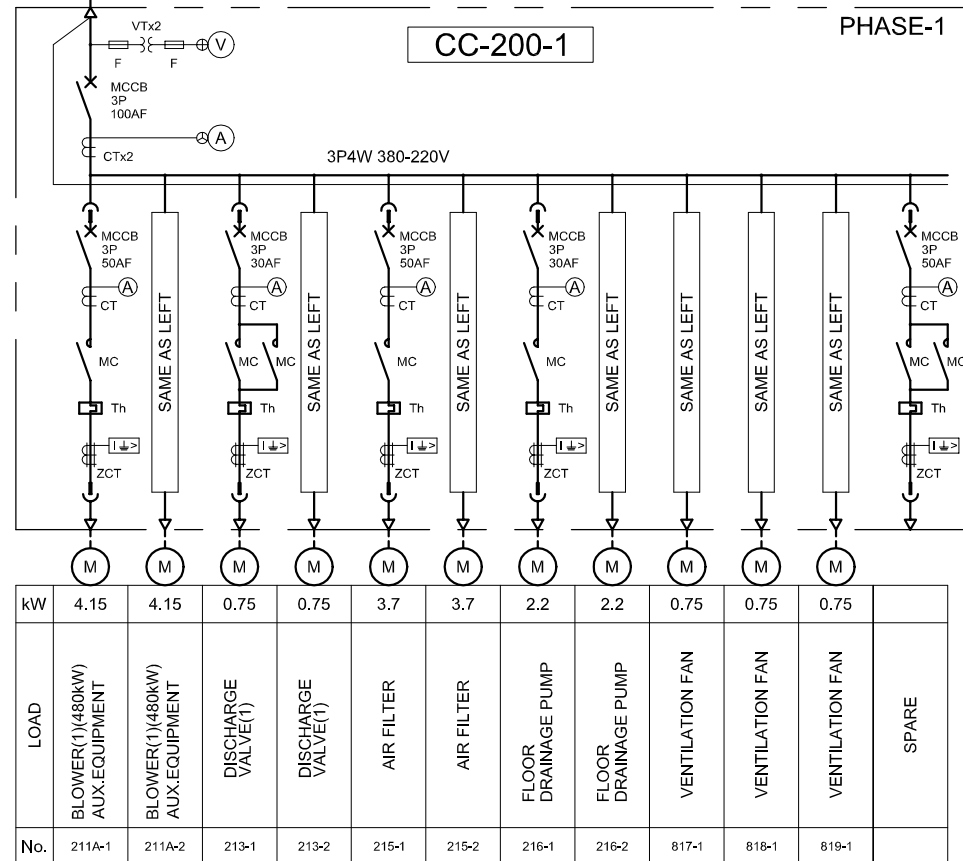 PHASE-1
CC-200-1
VTx2
V
F
F
MCCB
3P
100AF
A
CTx2
3P4W 380-220V
MCCB
3P
50AF
A
CT
MC
Th
I >
ZCT
SAME AS LEFT
MCCB
3P
30AF
A
CT
MC
MC
Th
I >
ZCT
SAME AS LEFT
MCCB
3P
50AF
A
CT
MC
Th
I >
ZCT
SAME AS LEFT
MCCB
3P
30AF
A
CT
MC
Th
I >
ZCT
SAME AS LEFT
SAME AS LEFT
SAME AS LEFT
SAME AS LEFT
MCCB
3P
50AF
A
CT
MC
MC
Th
I >
ZCT
M M M M M M M M M M M
kW 4.15 4.15 0.75 0.75 3.7 3.7 2.2 2.2 0.75 0.75 0.75
LOAD
BLOWER(1)(480kW)
AUX.EQUIPMENT
BLOWER(1)(480kW)
AUX.EQUIPMENT
DISCHARGE
VALVE(1)
DISCHARGE
VALVE(1)
AIR FILTER
AIR FILTER
FLOOR
DRAINAGE PUMP
FLOOR
DRAINAGE PUMP
VENTILATION FAN
VENTILATION FAN
VENTILATION FAN
SPARE
No. 211A-1 211A-2 213-1 213-2 215-1 215-2 216-1 216-2 817-1 818-1 819-1